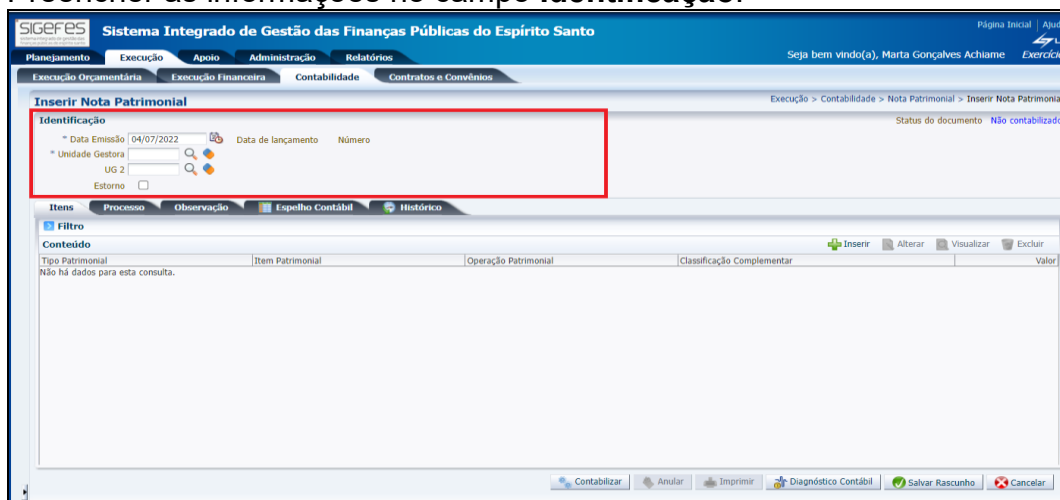 Preencher as informações no campo Identificação:
SIGEFES Sistema Integrado de Gestão das Finanças Públicas do Espírito Santo
Página Inicial | Ajud
Planejamento Execução Apoio Administração Relatórios
Seja bem vindo(a), Marta Gonçalves Achiame Exercíci
Execução Orçamentária Execução Financeira Contabilidade Contratos e Convênios
Inserir Nota Patrimonial
Execução > Contabilidade > Nota Patrimonial > Inserir Nota Patrimonia
Identificação
Status do documento Não contabilizado
* Data Emissão 04/07/2022 Data de lançamento Número
* Unidade Gestora
UG 2
Estorno
Itens Processo Observação Espelho Contábil Histórico
Filtro
Conteúdo Inserir Alterar Visualizar Excluir
Tipo Patrimonial Item Patrimonial Operação Patrimonial Classificação Complementar Valor
Não há dados para esta consulta.
Contabilizar Anular Imprimir Diagnóstico Contábil Salvar Rascunho Cancelar